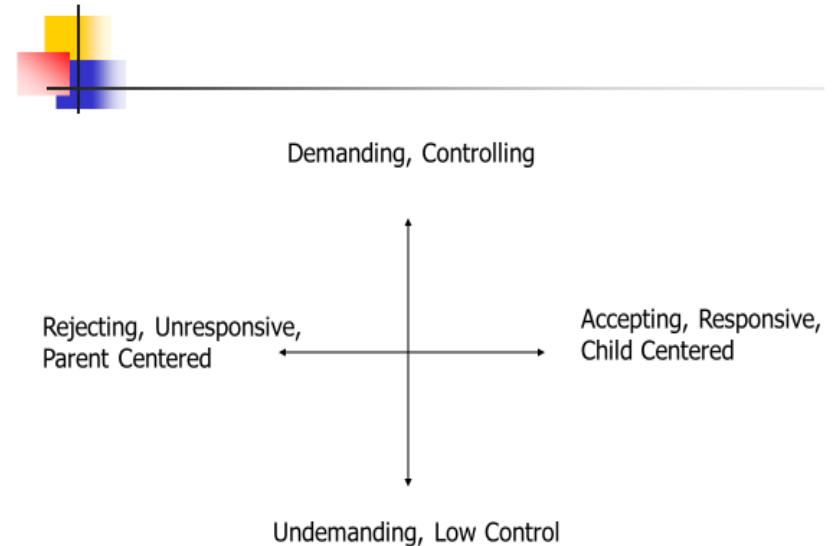 Demanding, Controlling
Rejecting, Unresponsive,
Parent Centered
Accepting, Responsive,
Child Centered
Undemanding, Low Control